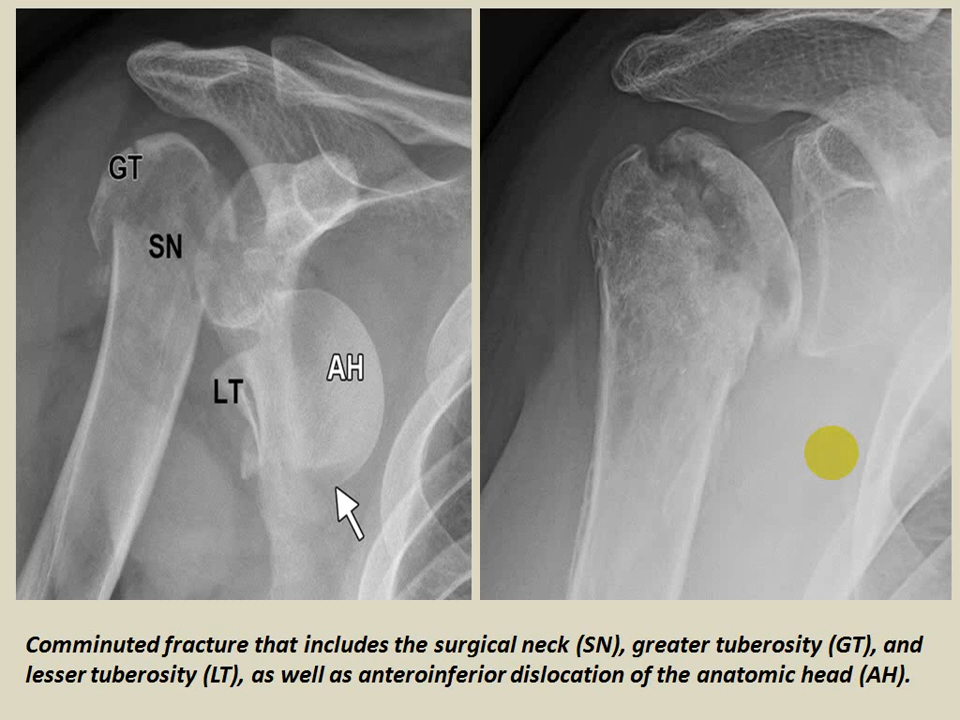 GT
SN
AH
LT
Comminuted fracture that includes the surgical neck (SN), greater tuberosity (GT), and
lesser tuberosity (LT), as well as anteroinferior dislocation of the anatomic head (AH).